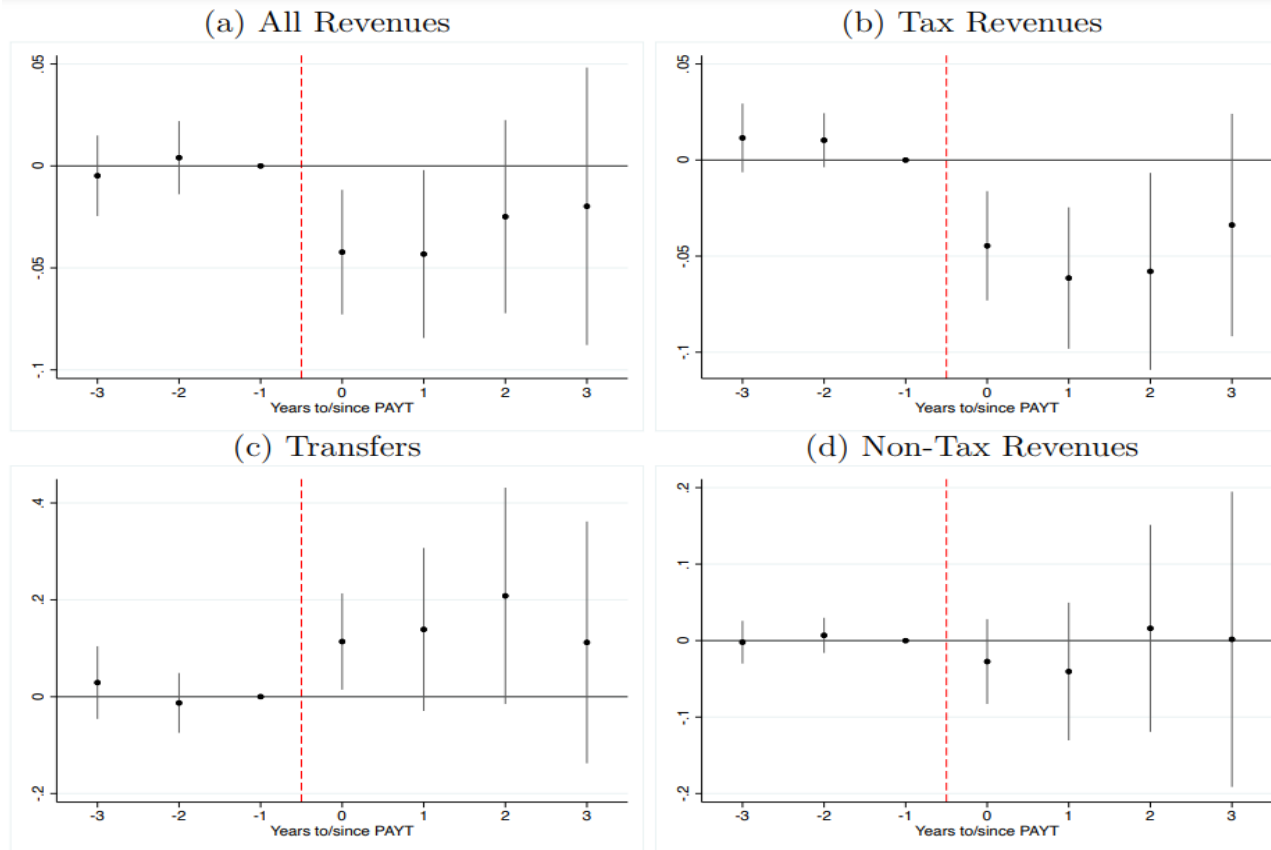 (a) All Revenues
.05
0
-.05
-.1
-3 -2 -1 0 1 2 3
Years to/since PAYT
(b) Tax Revenues
.05
0
-.05
-.1
-3 -2 -1 0 1 2 3
Years to/since PAYT
(c) Transfers
.4
.2
0
-.2
-3 -2 -1 0 1 2 3
Years to/since PAYT
(d) Non-Tax Revenues
.2
.1
0
-.1
-.2
-3 -2 -1 0 1 2 3
Years to/since PAYT